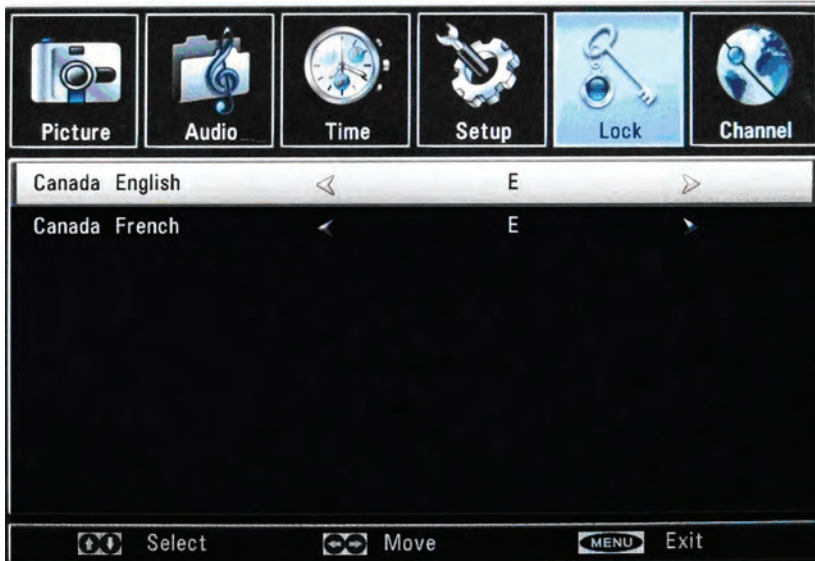 Picture Audio Time Setup Lock Channel
Canada English E
Canada French E
Select Move MENU Exit